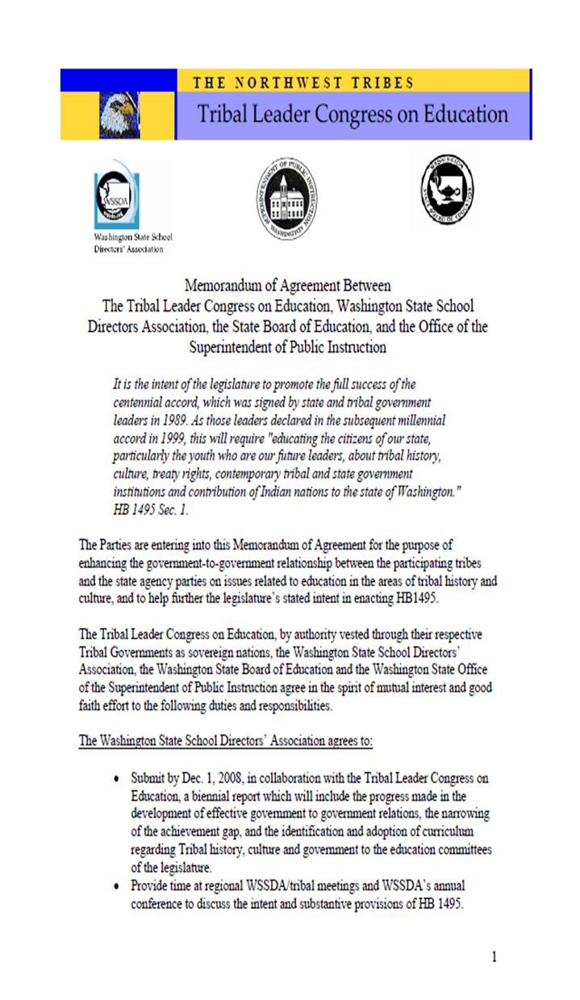 THE NORTHWEST TRIBES
Tribal Leader Congress on Education
WSSDA
Washington State School
Directors' Association
SUPERINTENDENT OF PUBLIC INSTRUCTION
WASHINGTON
WASHINGTON
STATE BOARD OF EDUCATION
Memorandum of Agreement Between
The Tribal Leader Congress on Education, Washington State School
Directors Association, the State Board of Education, and the Office of the
Superintendent of Public Instruction
It is the intent of the legislature to promote the full success of the
centennial accord, which was signed by state and tribal government
leaders in 1989. As those leaders declared in the subsequent millennial
accord in 1999, this will require "educating the citizens of our state,
particularly the youth who are our future leaders, about tribal history,
culture, treaty rights, contemporary tribal and state government
institutions and contribution of Indian nations to the state of Washington."
HB 1495 Sec. 1.
The Parties are entering into this Memorandum of Agreement for the purpose of
enhancing the government-to-government relationship between the participating tribes
and the state agency parties on issues related to education in the areas of tribal history and
culture, and to help further the legislature's stated intent in enacting HB1495.
The Tribal Leader Congress on Education, by authority vested through their respective
Tribal Governments as sovereign nations, the Washington State School Directors'
Association, the Washington State Board of Education and the Washington State Office
of the Superintendent of Public Instruction agree in the spirit of mutual interest and good
faith effort to the following duties and responsibilities.
The Washington State School Directors' Association agrees to:
• Submit by Dec. 1, 2008, in collaboration with the Tribal Leader Congress on
Education, a biennial report which will include the progress made in the
development of effective government to government relations, the narrowing
of the achievement gap, and the identification and adoption of curriculum
regarding Tribal history, culture and government to the education committees
of the legislature.
• Provide time at regional WSSDA/tribal meetings and WSSDA's annual
conference to discuss the intent and substantive provisions of HB 1495.
1